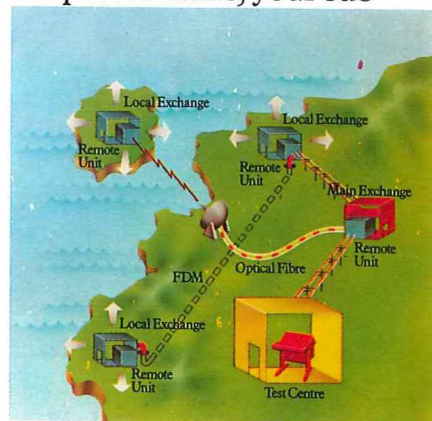 Local Exchange
Remote
Unit
Local Exchange
Remote
Unit
Main Exchange
Remote
Unit
Optical Fibre
FDM
Local Exchange
Remote
Unit
Test Centre